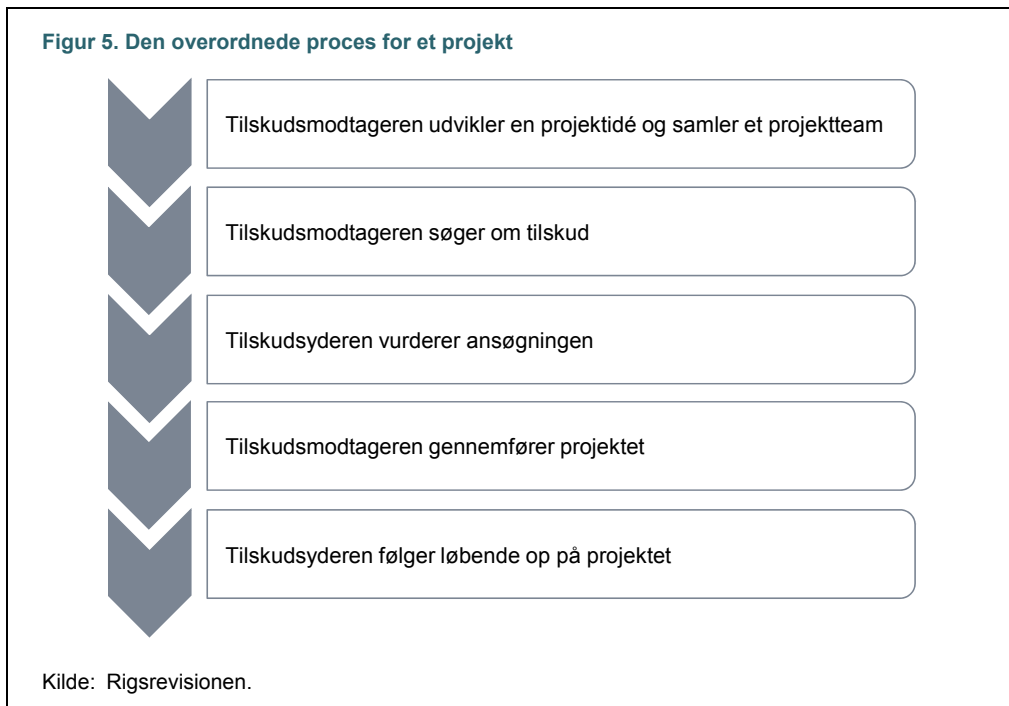 Figur 5. Den overordnede proces for et projekt
Tilskudsmodtageren udvikler en projektidé og samler et projektteam
Tilskudsmodtageren søger om tilskud
Tilskudsyderen vurderer ansøgningen
Tilskudsmodtageren gennemfører projektet
Tilskudsyderen følger løbende op på projektet
Kilde: Rigsrevisionen.